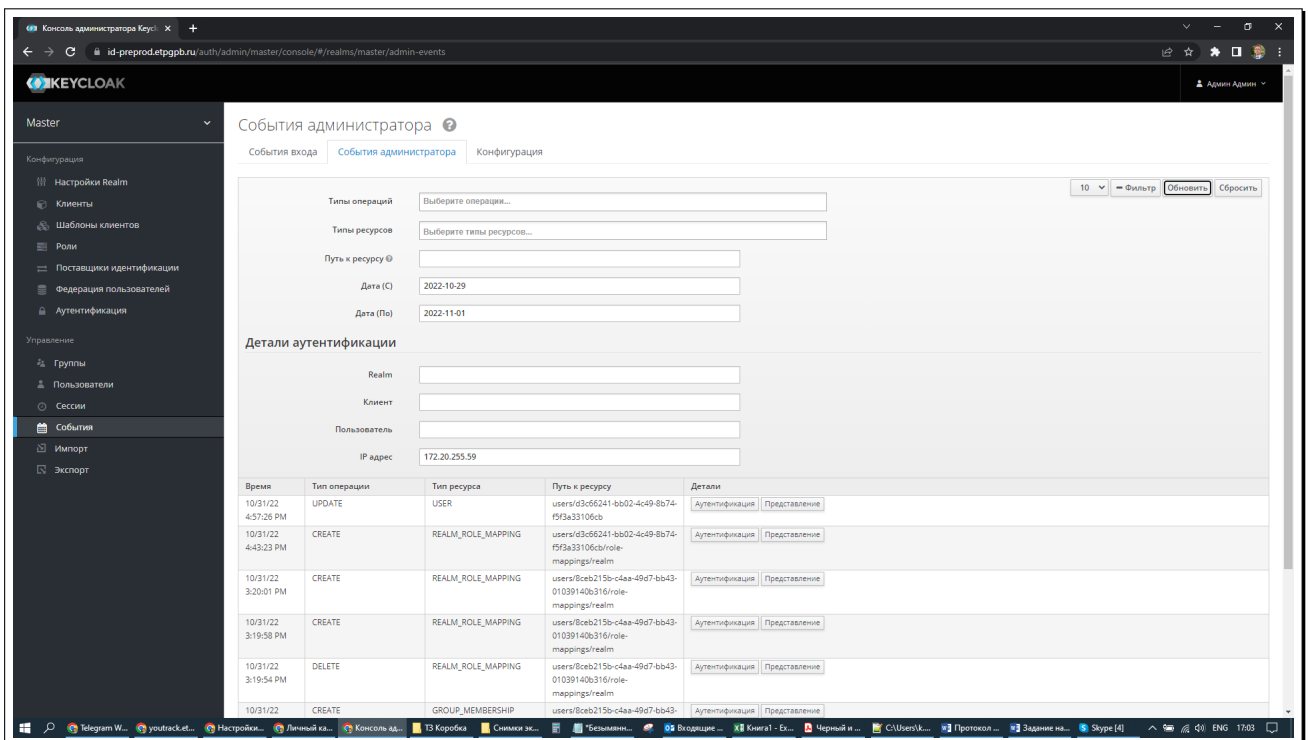 Консоль администратора Keycl
id-preprod.etpgpb.ru/auth/admin/master/console/#/realms/master/admin-events
KEYCLOAK
Админ Админ
Master
Конфигурация
Настройки Realm
Клиенты
Шаблоны клиентов
Роли
Поставщики идентификации
Федерация пользователей
Аутентификация
Управление
Группы
Пользователи
Сессии
События
Импорт
Экспорт
События администратора
События входа События администратора Конфигурация
10 Фильтр Обновить Сбросить
Типы операций Выберите операции...
Типы ресурсов Выберите типы ресурсов...
Путь к ресурсу
Дата (С) 2022-10-29
Дата (По) 2022-11-01
Детали аутентификации
Realm
Клиент
Пользователь
IP адрес 172.20.255.59
Время Тип операции Тип ресурса Путь к ресурсу Детали
10/31/22 UPDATE USER users/d3c66241-bb02-4c49-8b74- Аутентификация Представление
4:57:26 PM f5f3a33106cb
10/31/22 CREATE REALM_ROLE_MAPPING users/d3c66241-bb02-4c49-8b74- Аутентификация Представление
4:43:23 PM f5f3a33106cb/role-
mappings/realm
10/31/22 CREATE REALM_ROLE_MAPPING users/8ceb215b-c4aa-49d7-bb43- Аутентификация Представление
3:20:01 PM 01039140b316/role-
mappings/realm
10/31/22 CREATE REALM_ROLE_MAPPING users/8ceb215b-c4aa-49d7-bb43- Аутентификация Представление
3:19:58 PM 01039140b316/role-
mappings/realm
10/31/22 DELETE REALM_ROLE_MAPPING users/8ceb215b-c4aa-49d7-bb43- Аутентификация Представление
3:19:54 PM 01039140b316/role-
mappings/realm
10/31/22 CREATE GROUP_MEMBERSHIP users/8ceb215b-c4aa-49d7-bb43- Аутентификация Представление
Telegram W... youtrack.et... Настройки... Личный ка... Консоль ад... ТЗ Коробка Снимки эк... *Безымянн... Входящие ... Книга1 - Ex... Черный и ... C:\Users\k... Протокол ... Задание на... Skype [4] ENG 17:03